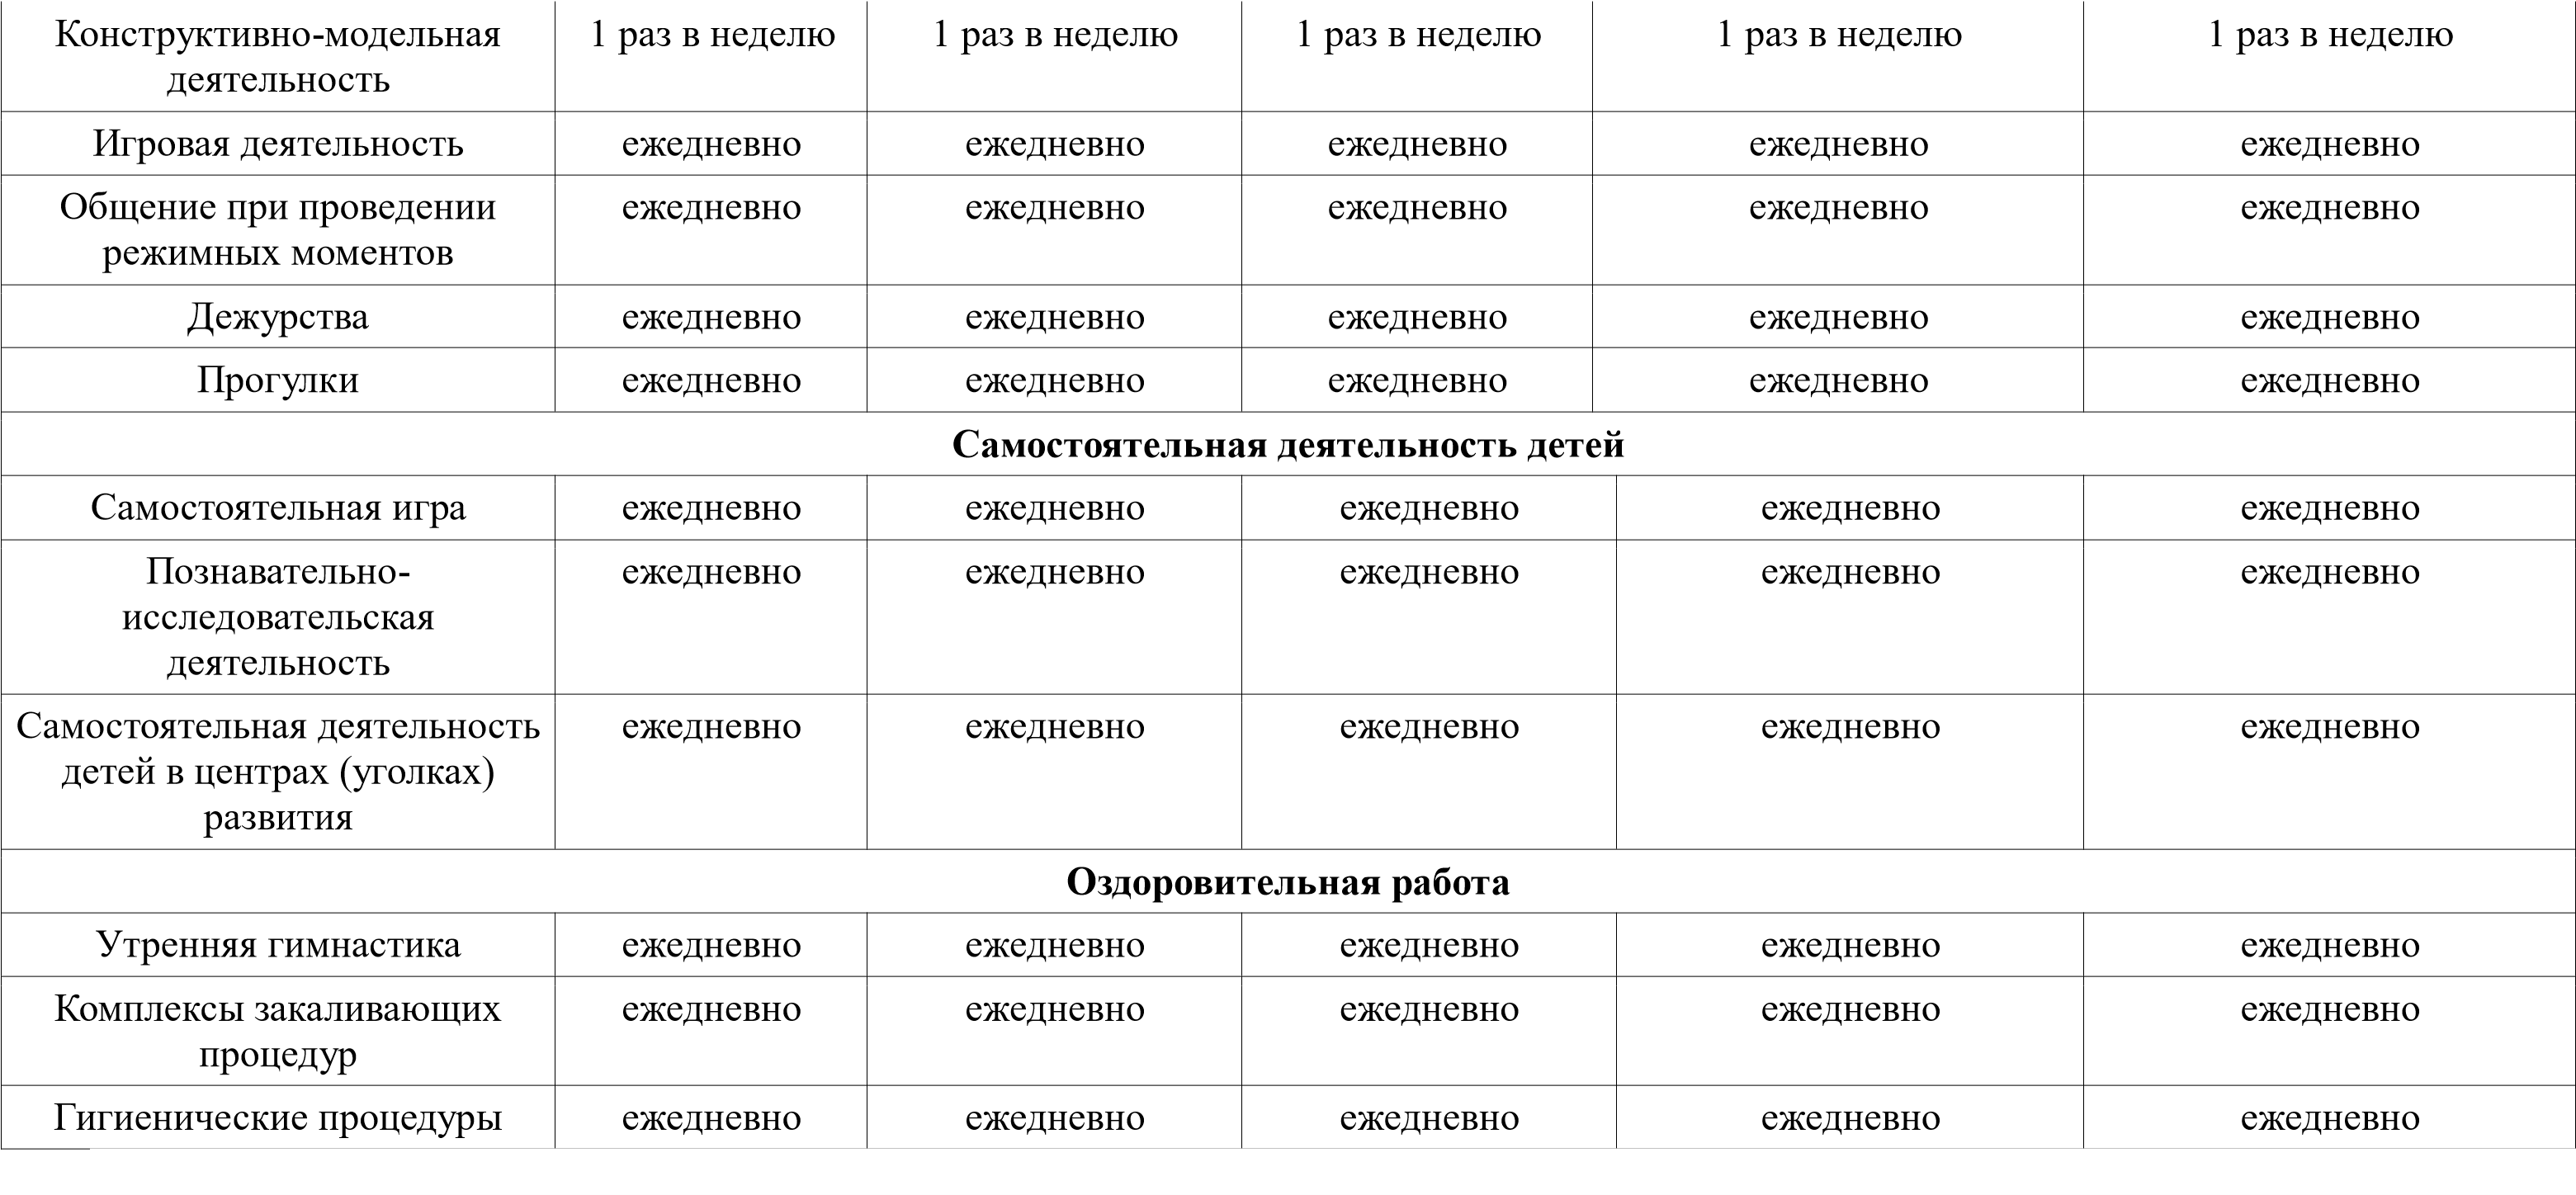 Конструктивно-модельная 1 раз в неделю 1 раз в неделю 1 раз в неделю 1 раз в неделю 1 раз в неделю
деятельность
Игровая деятельность ежедневно ежедневно ежедневно ежедневно ежедневно
Общение при проведении ежедневно ежедневно ежедневно ежедневно ежедневно
режимных моментов
Дежурства ежедневно ежедневно ежедневно ежедневно ежедневно
Прогулки ежедневно ежедневно ежедневно ежедневно ежедневно
Самостоятельная деятельность детей
Самостоятельная игра ежедневно ежедневно ежедневно ежедневно ежедневно
Познавательно- ежедневно ежедневно ежедневно ежедневно ежедневно
исследовательская
деятельность
Самостоятельная деятельность ежедневно ежедневно ежедневно ежедневно ежедневно
детей в центрах (уголках)
развития
Оздоровительная работа
Утренняя гимнастика ежедневно ежедневно ежедневно ежедневно ежедневно
Комплексы закаливающих ежедневно ежедневно ежедневно ежедневно ежедневно
процедур
Гигиенические процедуры ежедневно ежедневно ежедневно ежедневно ежедневно